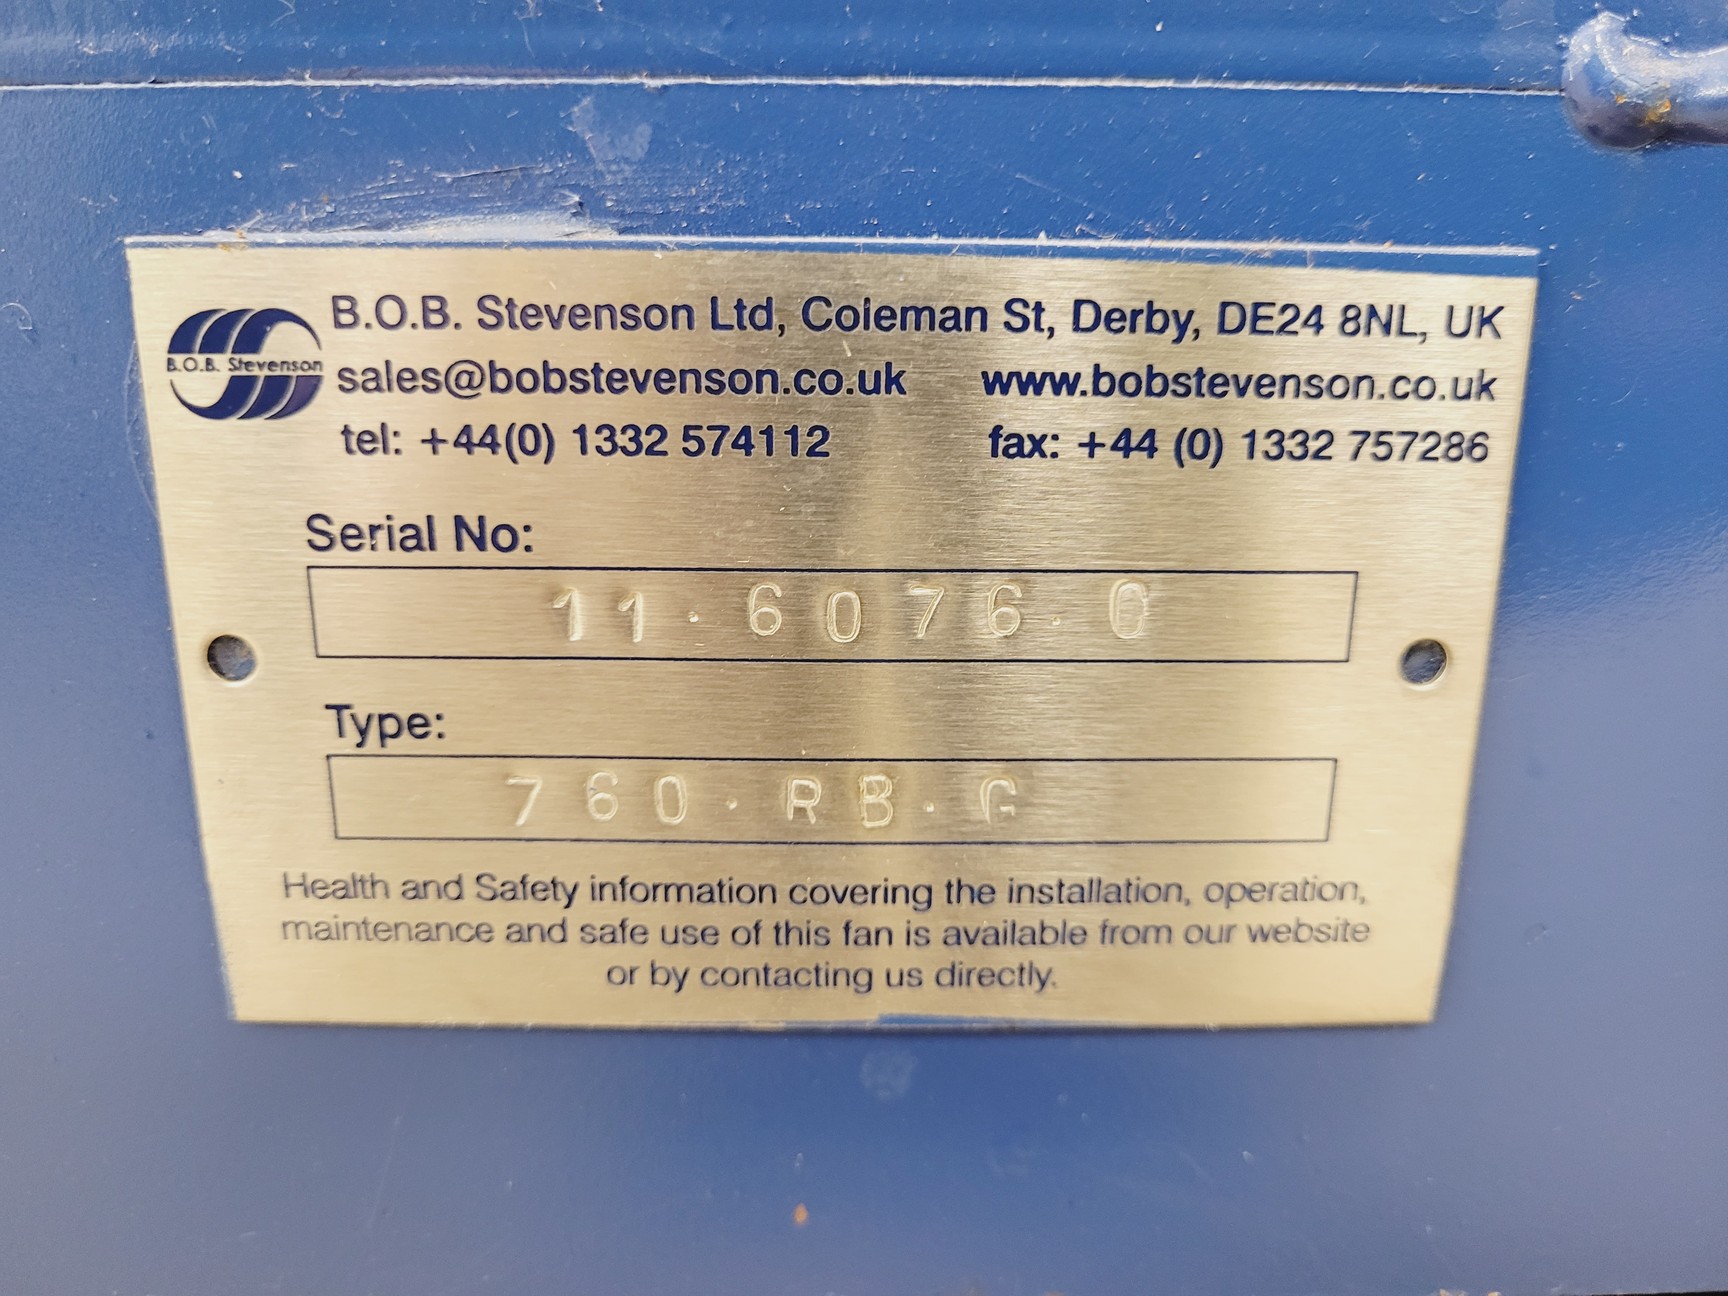 B.O.B. Stevenson Ltd, Coleman St, Derby, DE24 8NL, UK
B.O.B. Stevenson
sales@bobstevenson.co.uk www.bobstevenson.co.uk
tel: +44(0) 1332 574112 fax: +44 (0) 1332 757286
Serial No:
11.6076.
Type:
760.RB.
Health and Safety information covering the installation, operation,
maintenance and safe use of this fan is available from our website
or by contacting us directly.